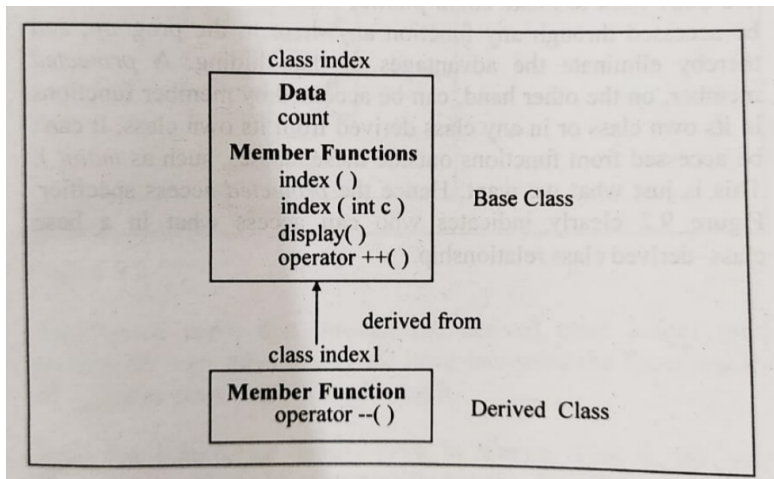 class index
Data
count
Member Functions
index ( )
index ( int c )
display( )
operator ++( )
Base Class
derived from
class index1
Member Function
operator --( )
Derived Class